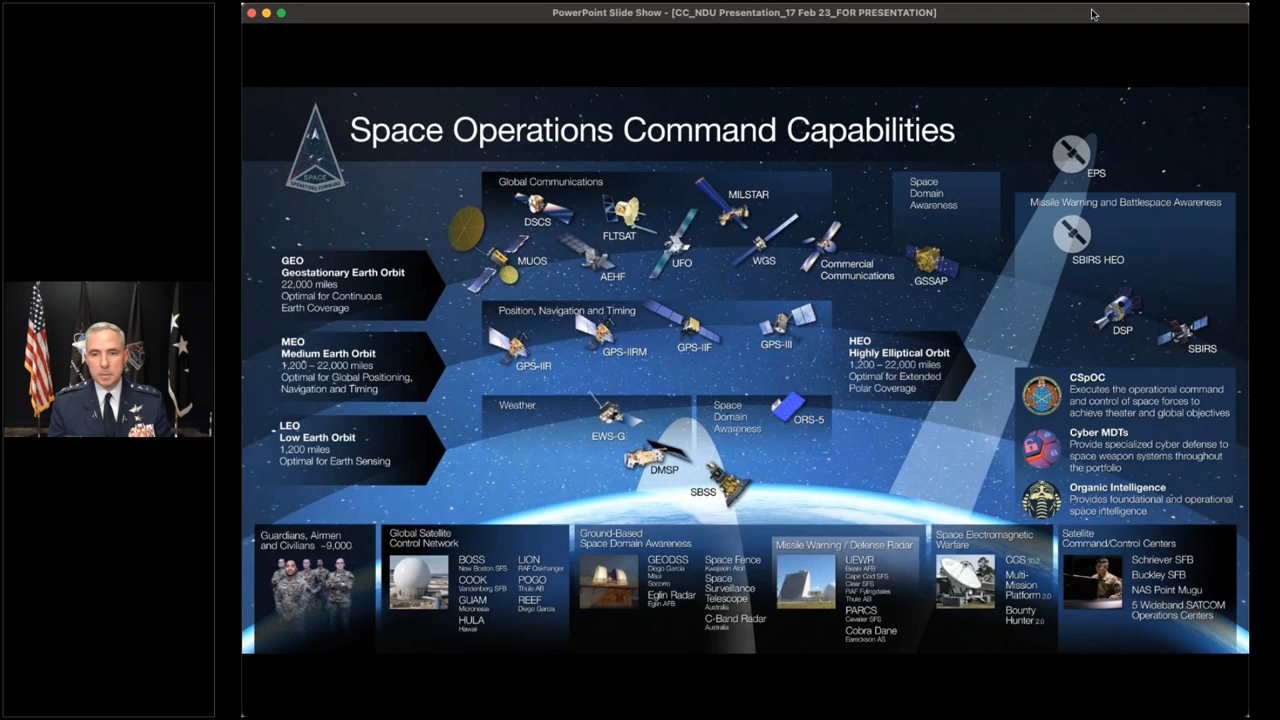 PowerPoint Slide Show - [CC_NDU Presentation_17 Feb 23_FOR PRESENTATION]
Space Operations Command Capabilities
SPACE
OPERATIONS COMMAND
Global Communications
DSCS
FLTSAT
MILSTAR
MUOS
AEHF
UFO
WGS
Commercial
Communications
Space
Domain
Awareness
GSSAP
EPS
Missile Warning and Battlespace Awareness
SBIRS HEO
DSP
SBIRS
GEO
Geostationary Earth Orbit
22,000 miles
Optimal for Continuous
Earth Coverage
Position, Navigation and Timing
GPS-IIR
GPS-IIRM
GPS-IIF
GPS-III
MEO
Medium Earth Orbit
1,200 – 22,000 miles
Optimal for Global Positioning,
Navigation and Timing
HEO
Highly Elliptical Orbit
1,200 – 22,000 miles
Optimal for Extended
Polar Coverage
Weather
EWS-G
DMSP
Space
Domain
Awareness
ORS-5
SBSS
LEO
Low Earth Orbit
1,200 miles
Optimal for Earth Sensing
CSpOC
Executes the operational command
and control of space forces to
achieve theater and global objectives
Cyber MDTs
Provide specialized cyber defense to
space weapon systems throughout
the portfolio
Organic Intelligence
Provides foundational and operational
space intelligence
Guardians, Airmen
and Civilians ~9,000
Global Satellite
Control Network
BOSS
New Boston SFS
COOK
Vandenberg SFB
GUAM
Micronesia
HULA
Hawaii
LION
RAF Oakhanger
POGO
Thule AB
REEF
Diego Garcia
Ground-Based
Space Domain Awareness
GEODSS
Diego Garcia
Maui
Socorro
Eglin Radar
Eglin AFB
Space Fence
Kwajalein Atoll
Space
Surveillance
Telescope
Australia
C-Band Radar
Australia
Missile Warning / Defense Radar
UEWR
Beale AFB
Cape Cod SFS
Clear SFS
RAF Fylingdales
Thule AB
PARCS
Cavalier SFS
Cobra Dane
Eareckson AS
Space Electromagnetic
Warfare
CCS 10.2
Multi-
Mission
Platform 2.0
Bounty
Hunter 2.0
Satellite
Command/Control Centers
Schriever SFB
Buckley SFB
NAS Point Mugu
5 Wideband SATCOM
Operations Centers